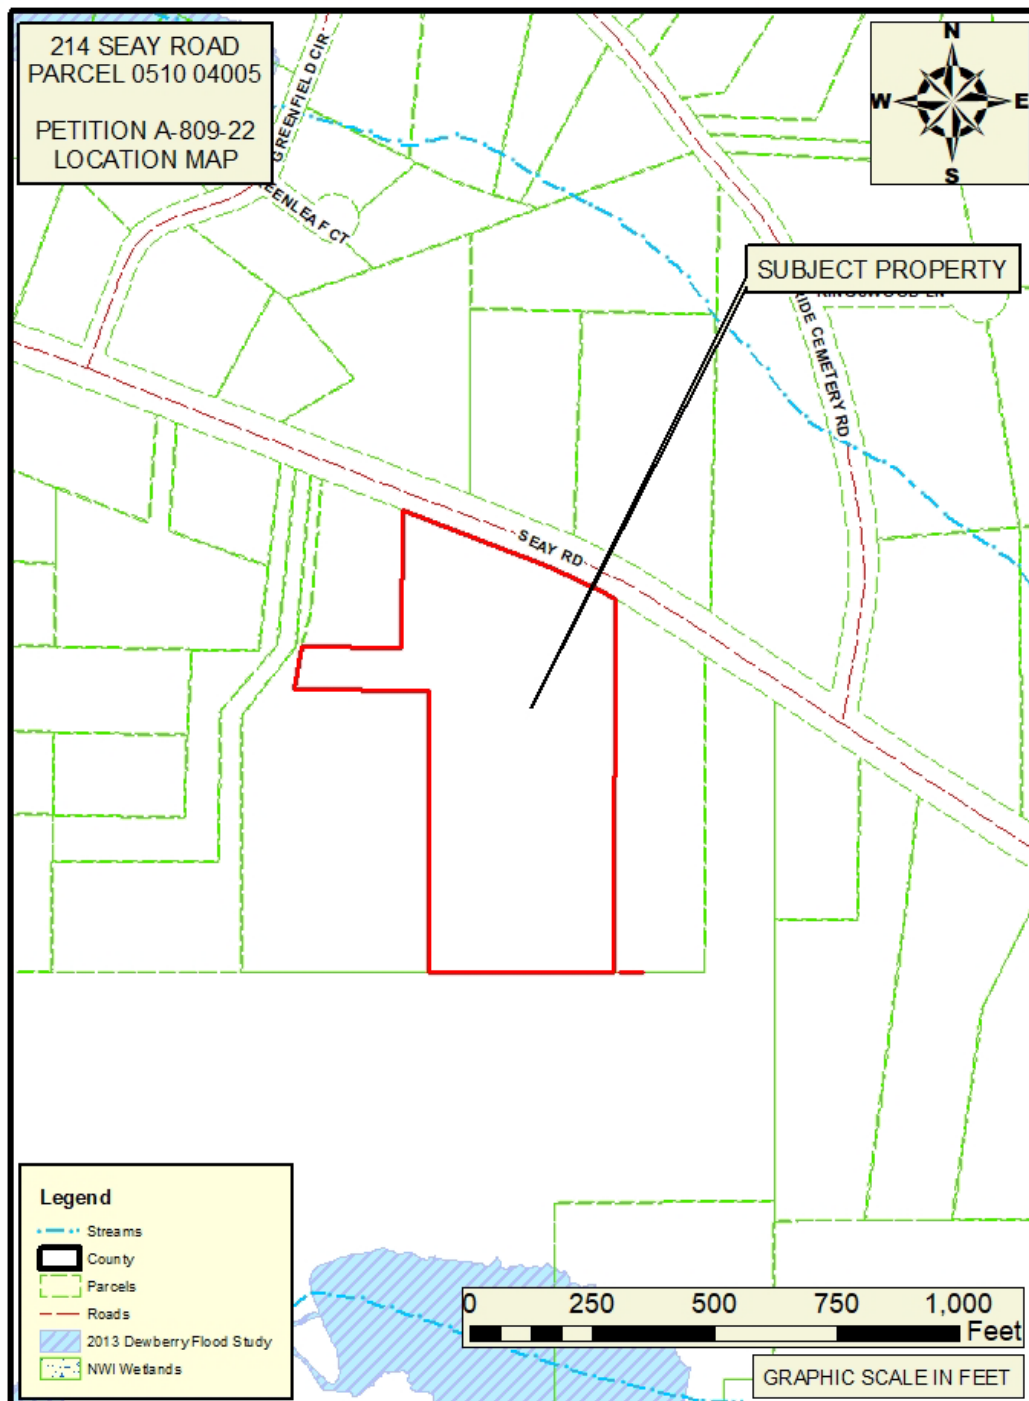 214 SEAY ROAD
PARCEL 0510 04005
PETITION A-809-22
LOCATION MAP
N
W
E
S
GREENFIELD CIR
CT
SUBJECT PROPERTY
CEMETERY RD
SEAY RD
Legend
Streams
County
Parcels
Roads
2013 Dewberry Flood Study
NWI Wetlands
0 250 500 750 1,000
Feet
GRAPHIC SCALE IN FEET